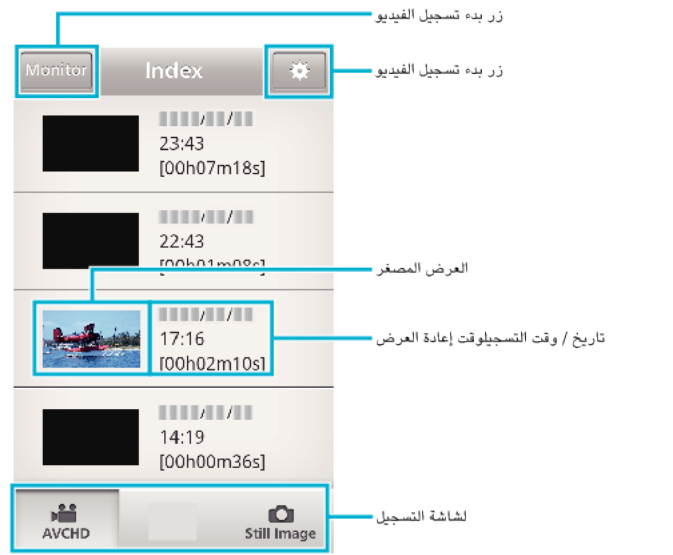 زر بدء تسجيل الفيديو
Monitor
Index
زر بدء تسجيل الفيديو
23:43
[00h07m18s]
22:43
[00h01m08s]
العرض المصغر
17:16
تاريخ / وقت التسجيلوقت إعادة العرض
[00h02m10s]
14:19
[00h00m36s]
AVCHD
Still Image
لشاشة التسجيل